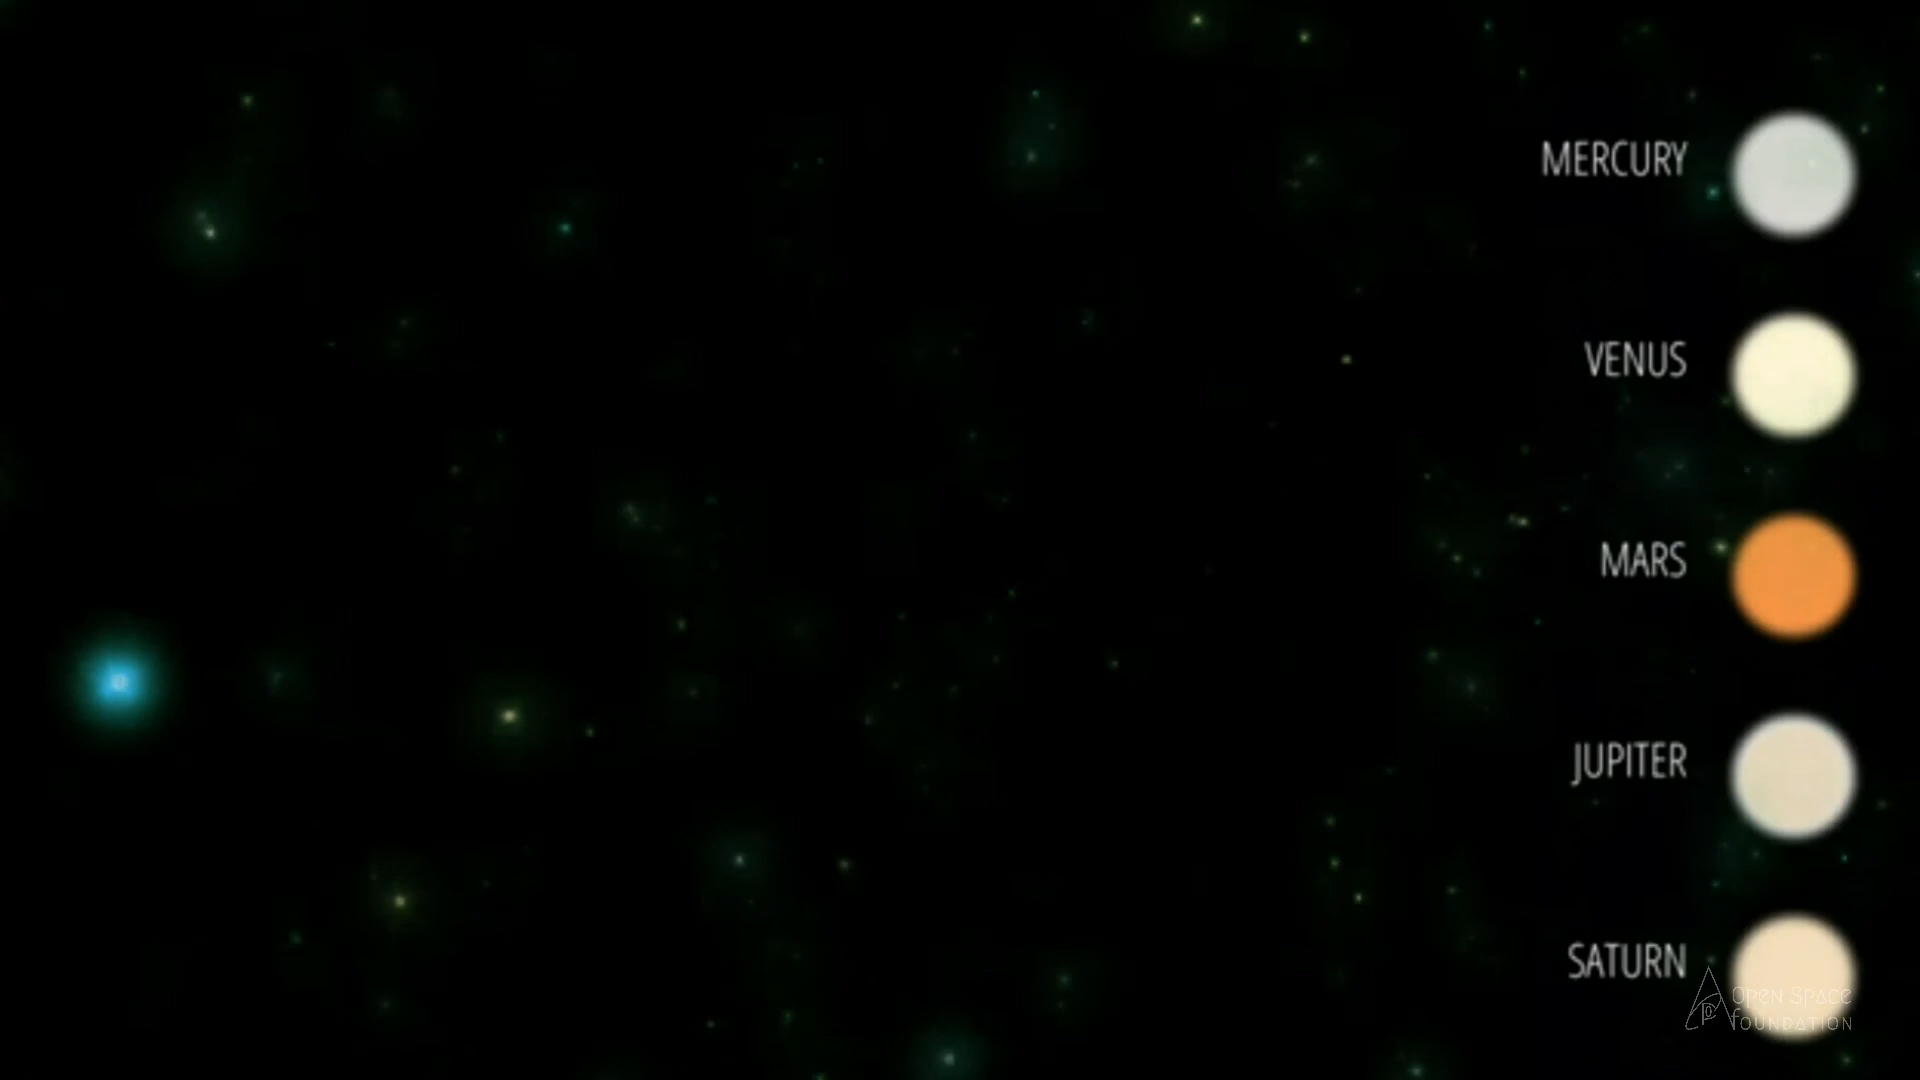 MERCURY
VENUS
MARS
JUPITER
SATURN
Open Space
Foundation